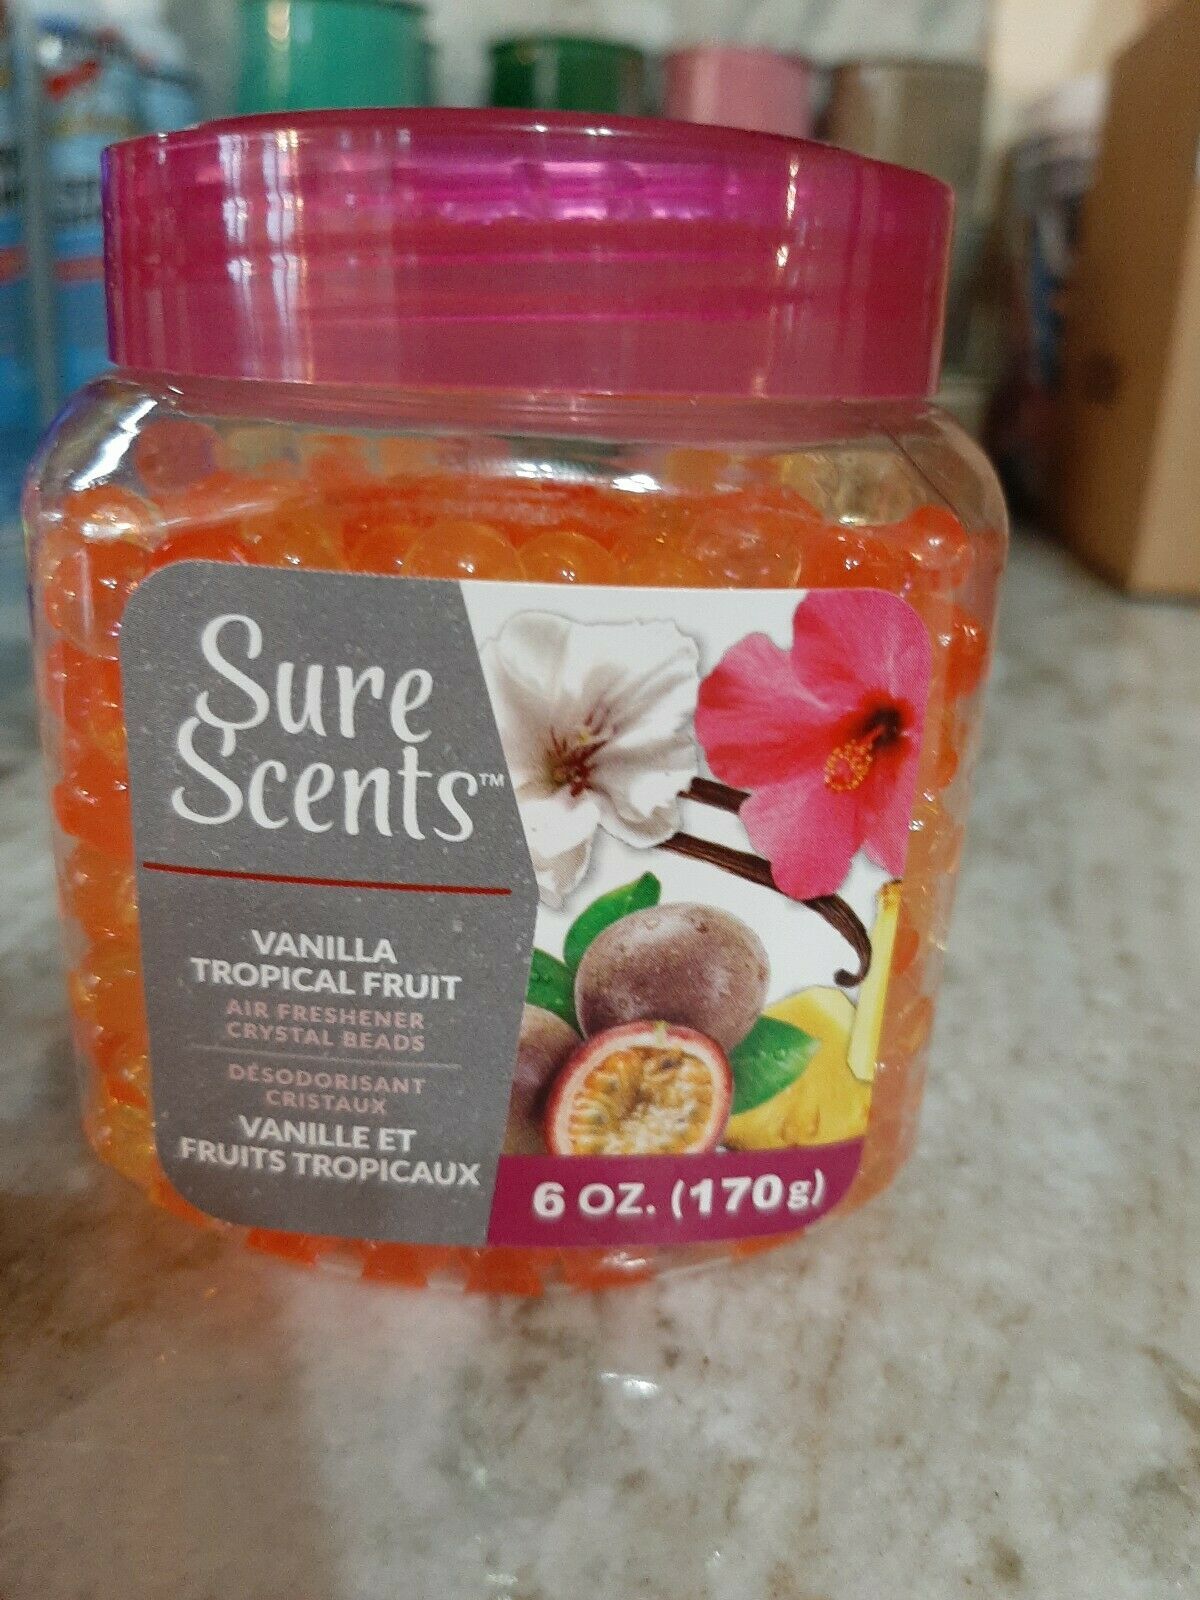 Sure
Scents™
VANILLA
TROPICAL FRUIT
AIR FRESHENER
CRYSTAL BEADS
DÉSODORISANT
CRISTAUX
VANILLE ET
FRUITS TROPICAUX
6 OZ. (170g)